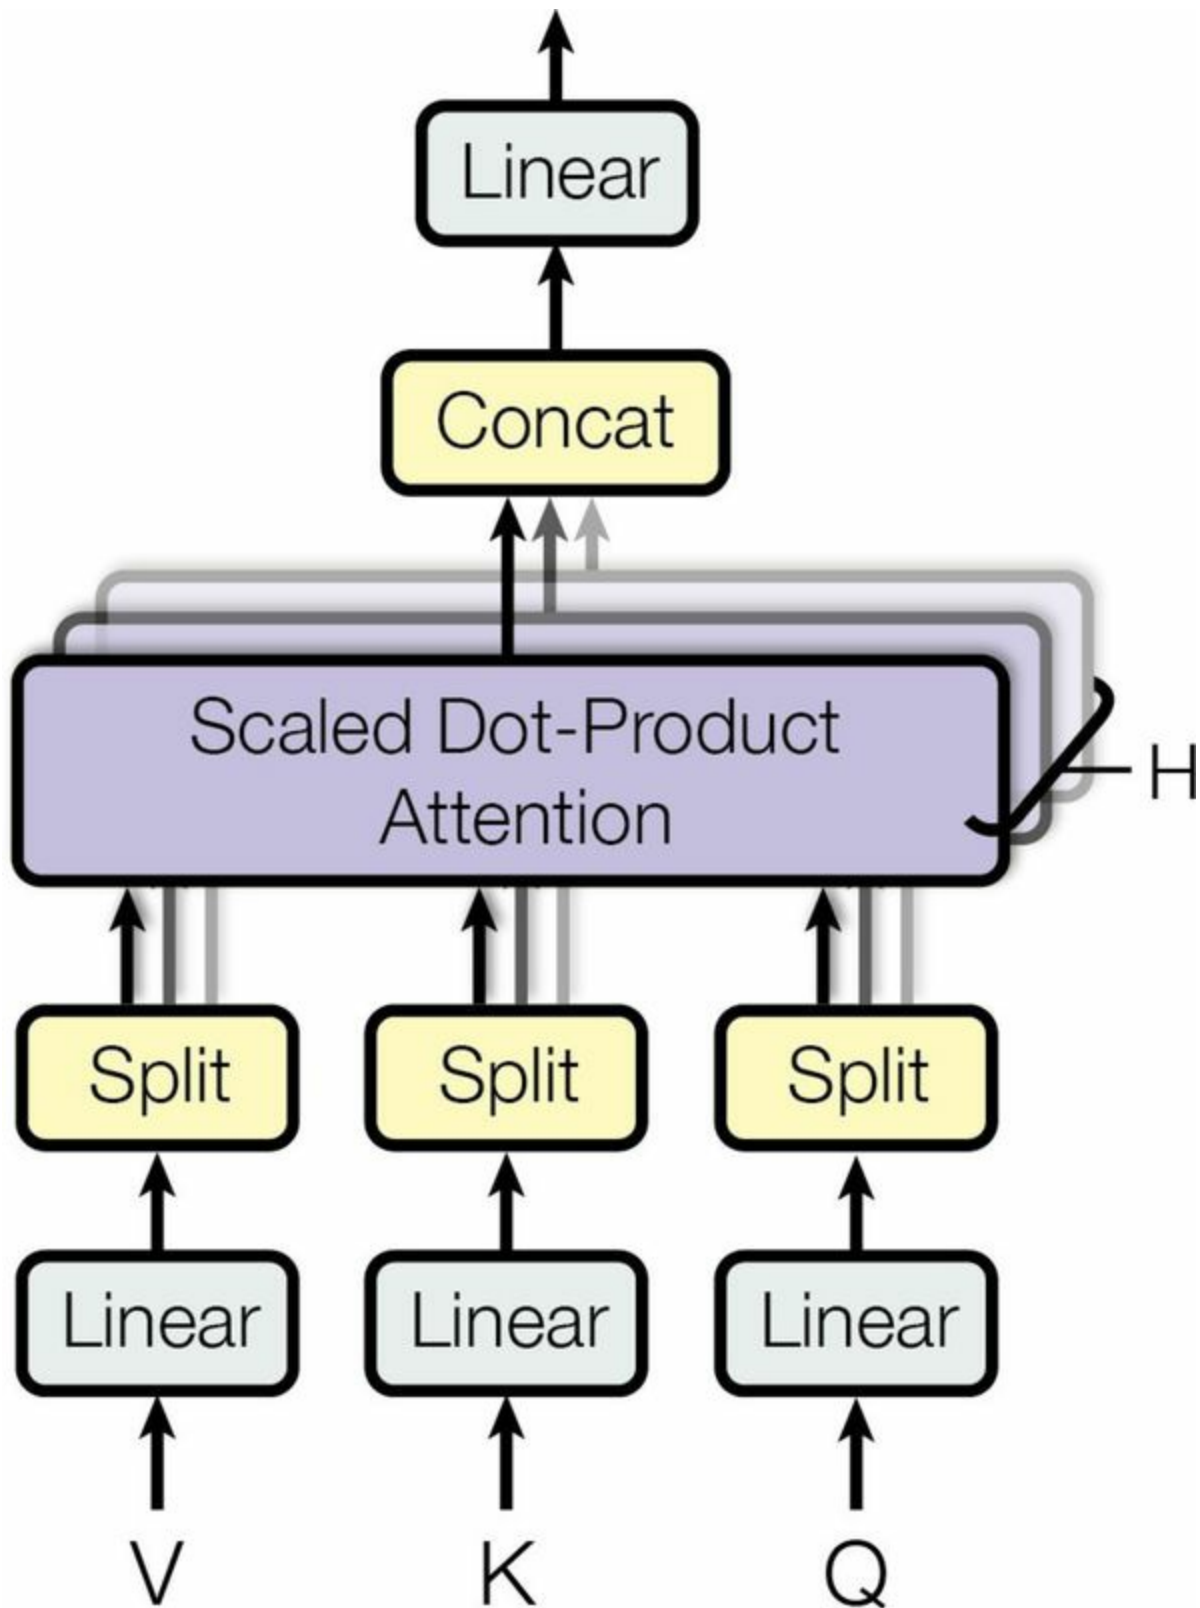 Linear
Concat
Scaled Dot-Product
Attention
H
Split
Split
Split
Linear
Linear
Linear
V
K
Q